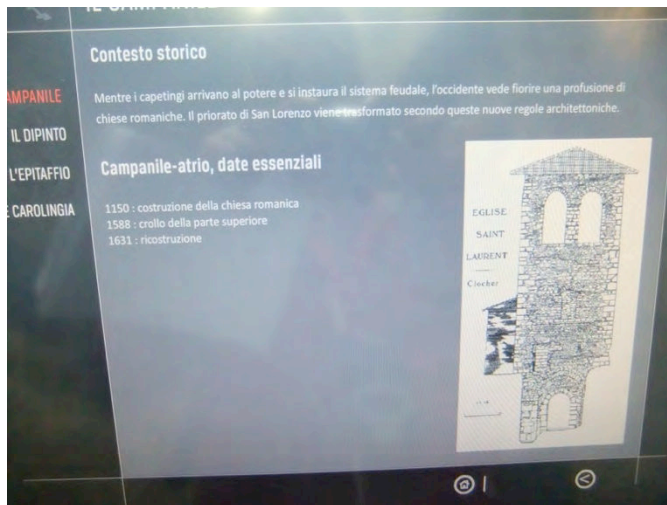 CAMPANILE
IL DIPINTO
L'EPITAFFIO
CAROLINGIA
Contesto storico
Mentre i capetingi arrivano al potere e si instaura il sistema feudale, l'occidente vede fiorire una profusione di
chiese romaniche. Il priorato di San Lorenzo viene trasformato secondo queste nuove regole architettoniche.
Campanile-atrio, date essenziali
1150 : costruzione della chiesa romanica
1588 : crollo della parte superiore
1631 : ricostruzione
EGLISE
SAINT
LAURENT
Clocher